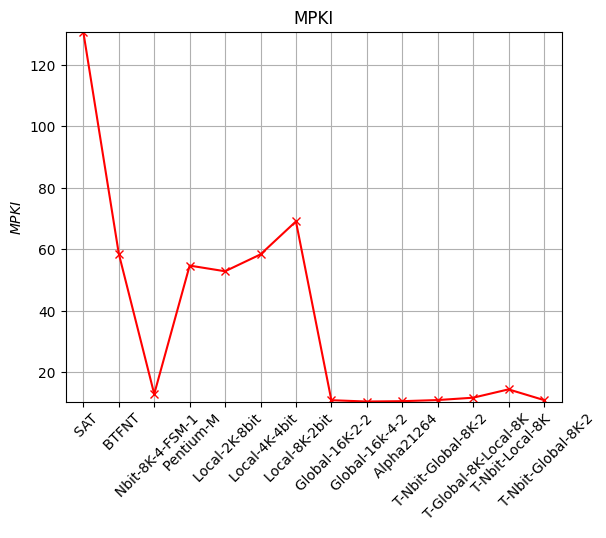 MPKI
120
100
80
60
40
20
MPKI
SAT
BTFNT
Nbit-8K-4-FSM-1
Pentium-M
Local-2K-8bit
Local-4K-4bit
Local-8K-2bit
Global-16K-2-2
Global-16k-4-2
Alpha21264
T-Nbit-Global-8K-2
T-Global-8K-Local-8K
T-Nbit-Local-8K
T-Nbit-Global-8K-2